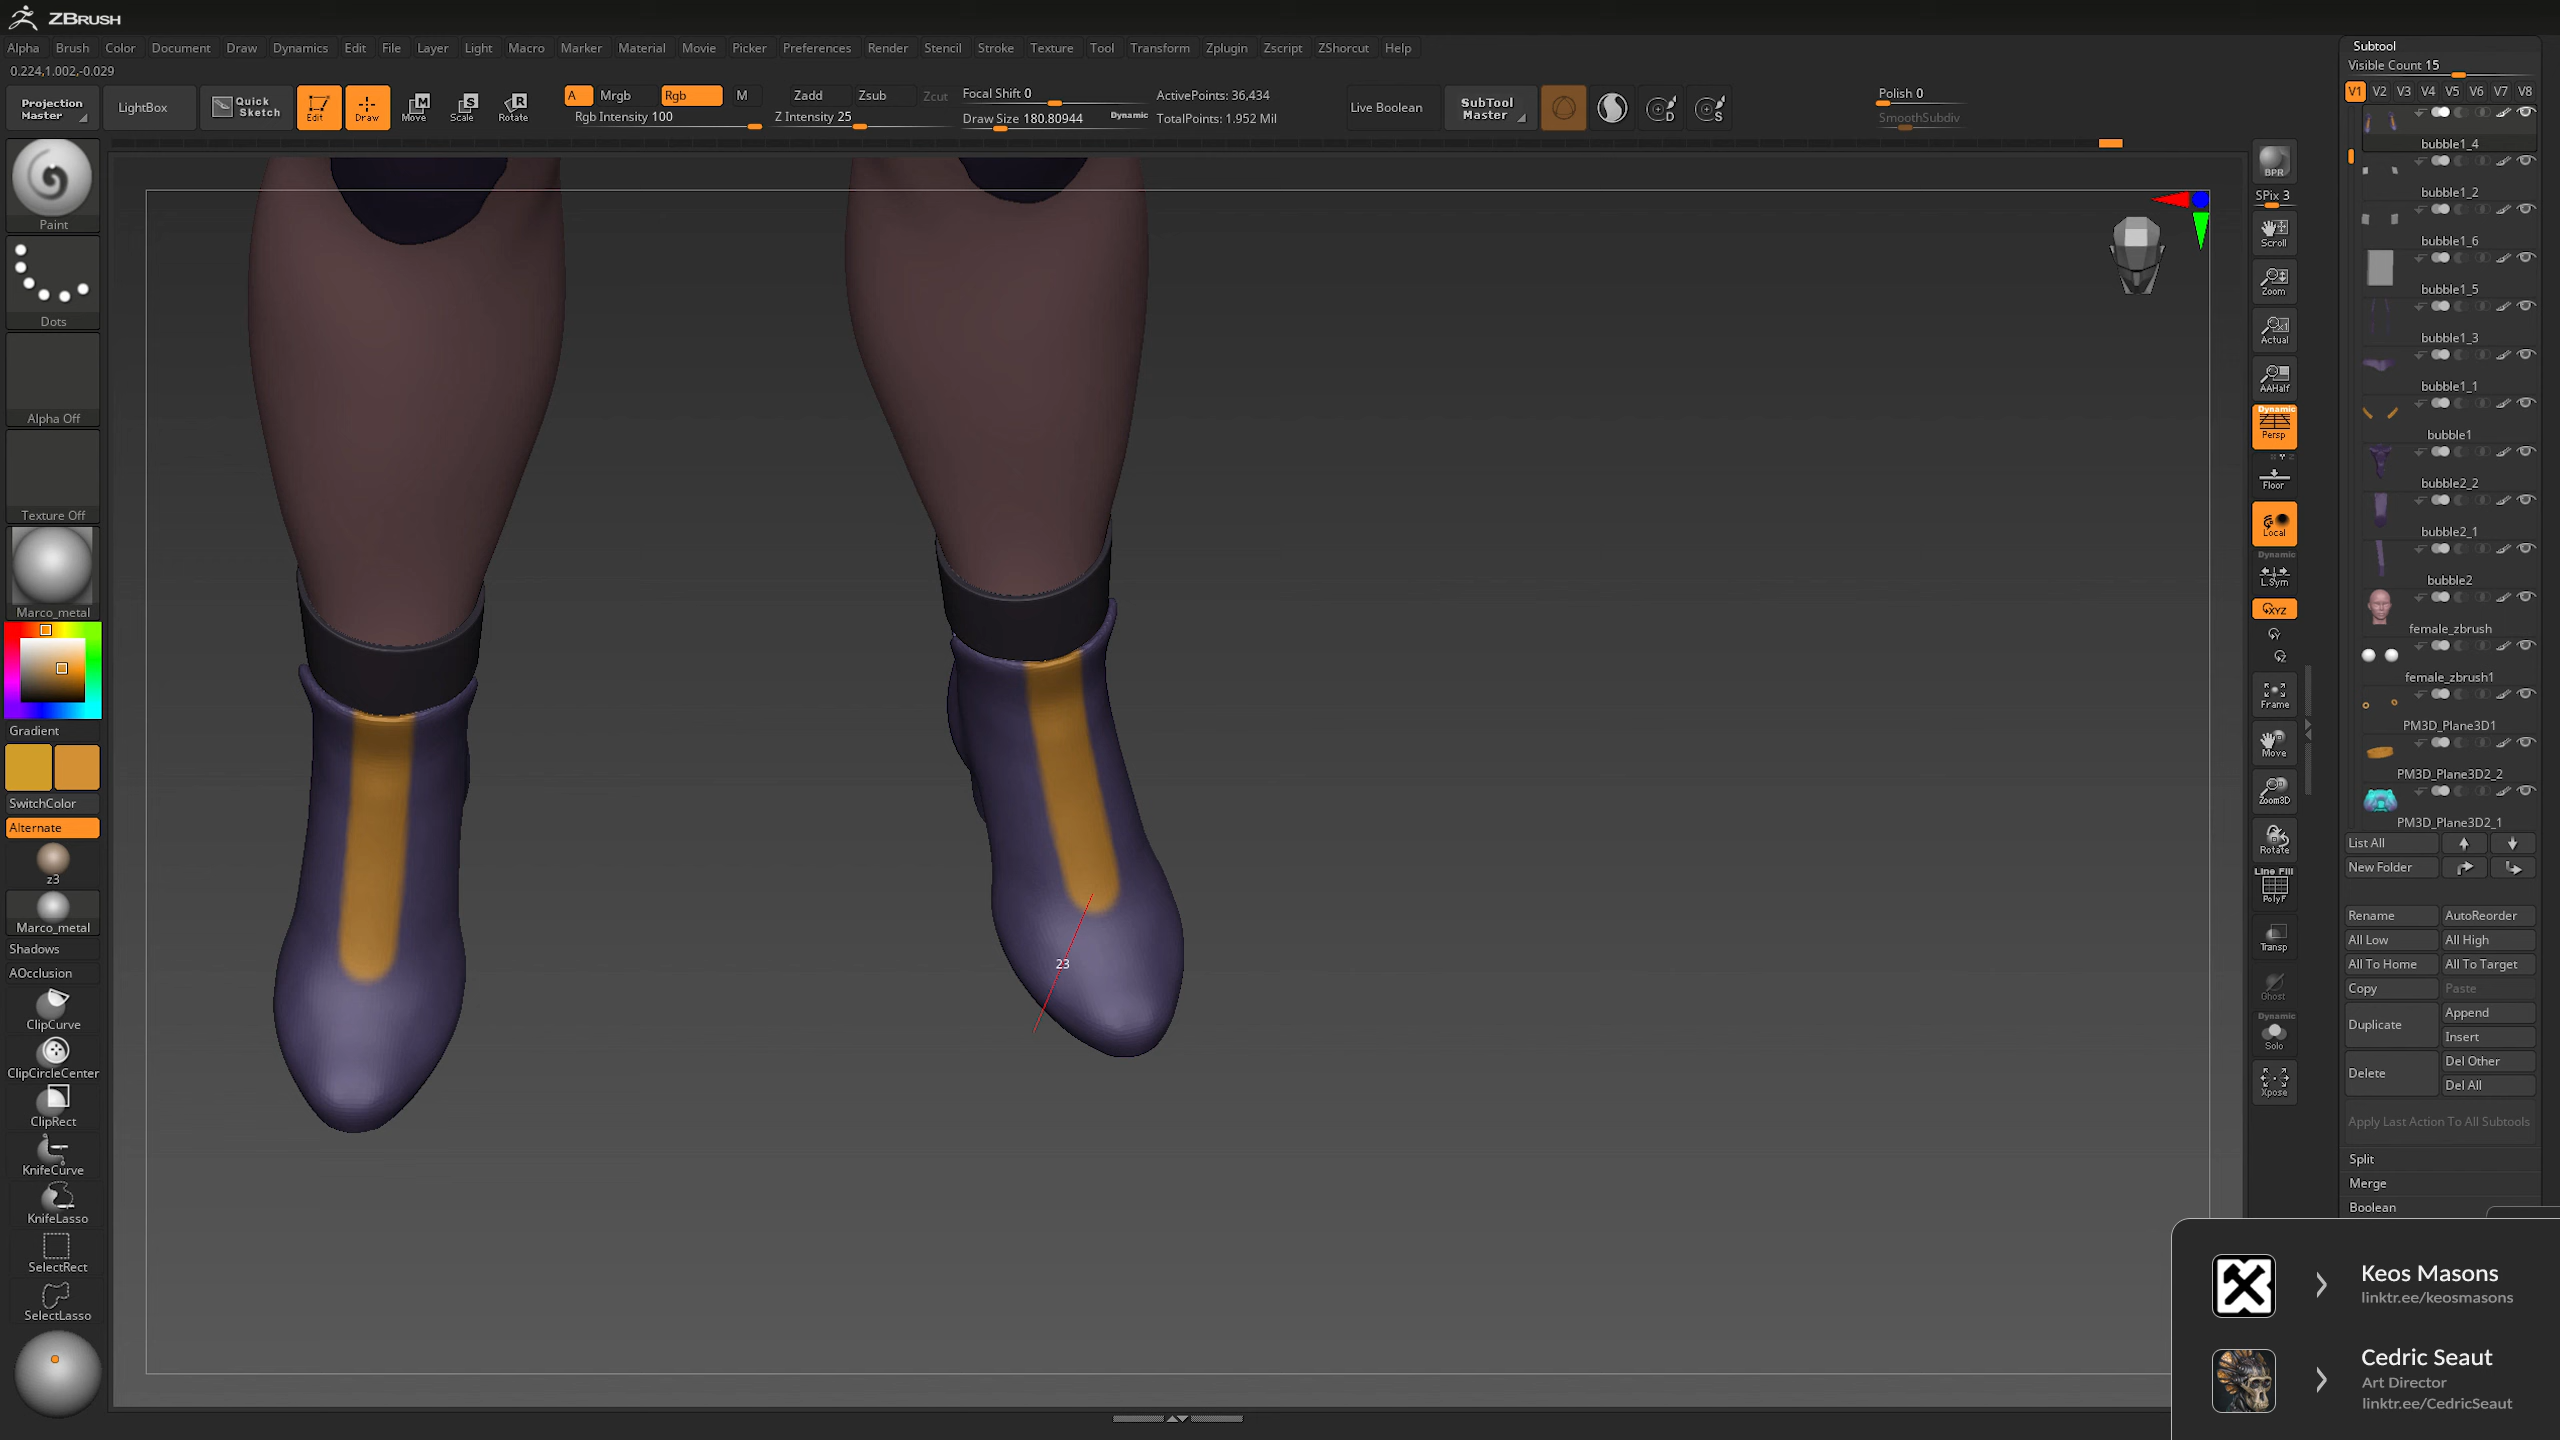 ZBRUSH
Alpha Brush Color Document Draw Dynamics Edit File Layer Light Macro Marker Material Movie Picker Preferences Render Stencil Stroke Texture Tool Transform Zplugin Zscript ZShorcut Help
0.224,1.002,-0.029
Projection Master
LightBox
Quick Sketch
Edit
Draw
Move
Scale
Rotate
A Mrgb Rgb M
Rgb Intensity 100
Zadd Zsub Zcut
Z Intensity 25
Focal Shift 0
Draw Size 180.80944 Dynamic
ActivePoints: 36,434
TotalPoints: 1.952 Mil
Live Boolean
SubTool Master
Polish 0
SmoothSubdiv
Paint
Dots
Alpha Off
Texture Off
Marco_metal
Gradient
SwitchColor
Alternate
z3
Marco_metal
Shadows
AOcclusion
ClipCurve
ClipCircleCenter
ClipRect
KnifeCurve
KnifeLasso
SelectRect
SelectLasso
23
BPR
SPix 3
Scroll
Zoom
Actual
AAHalf
Dynamic
Persp
Floor
Local
Dynamic
L.Sym
XYZ
Y
Z
Frame
Move
Zoom3D
Rotate
Line Fill
PolyF
Transp
Ghost
Dynamic
Solo
Xpose
Subtool
Visible Count 15
V1 V2 V3 V4 V5 V6 V7 V8
bubble1_4
bubble1_2
bubble1_6
bubble1_5
bubble1_3
bubble1_1
bubble1
bubble2_2
bubble2_1
bubble2
female_zbrush
female_zbrush1
PM3D_Plane3D1
PM3D_Plane3D2_2
PM3D_Plane3D2_1
List All
New Folder
Rename AutoReorder
All Low All High
All To Home All To Target
Copy Paste
Duplicate Append
Insert
Delete Del Other
Del All
Apply Last Action To All Subtools
Split
Merge
Boolean
Keos Masons
linktr.ee/keosmasons
Cedric Seaut
Art Director
linktr.ee/CedricSeaut